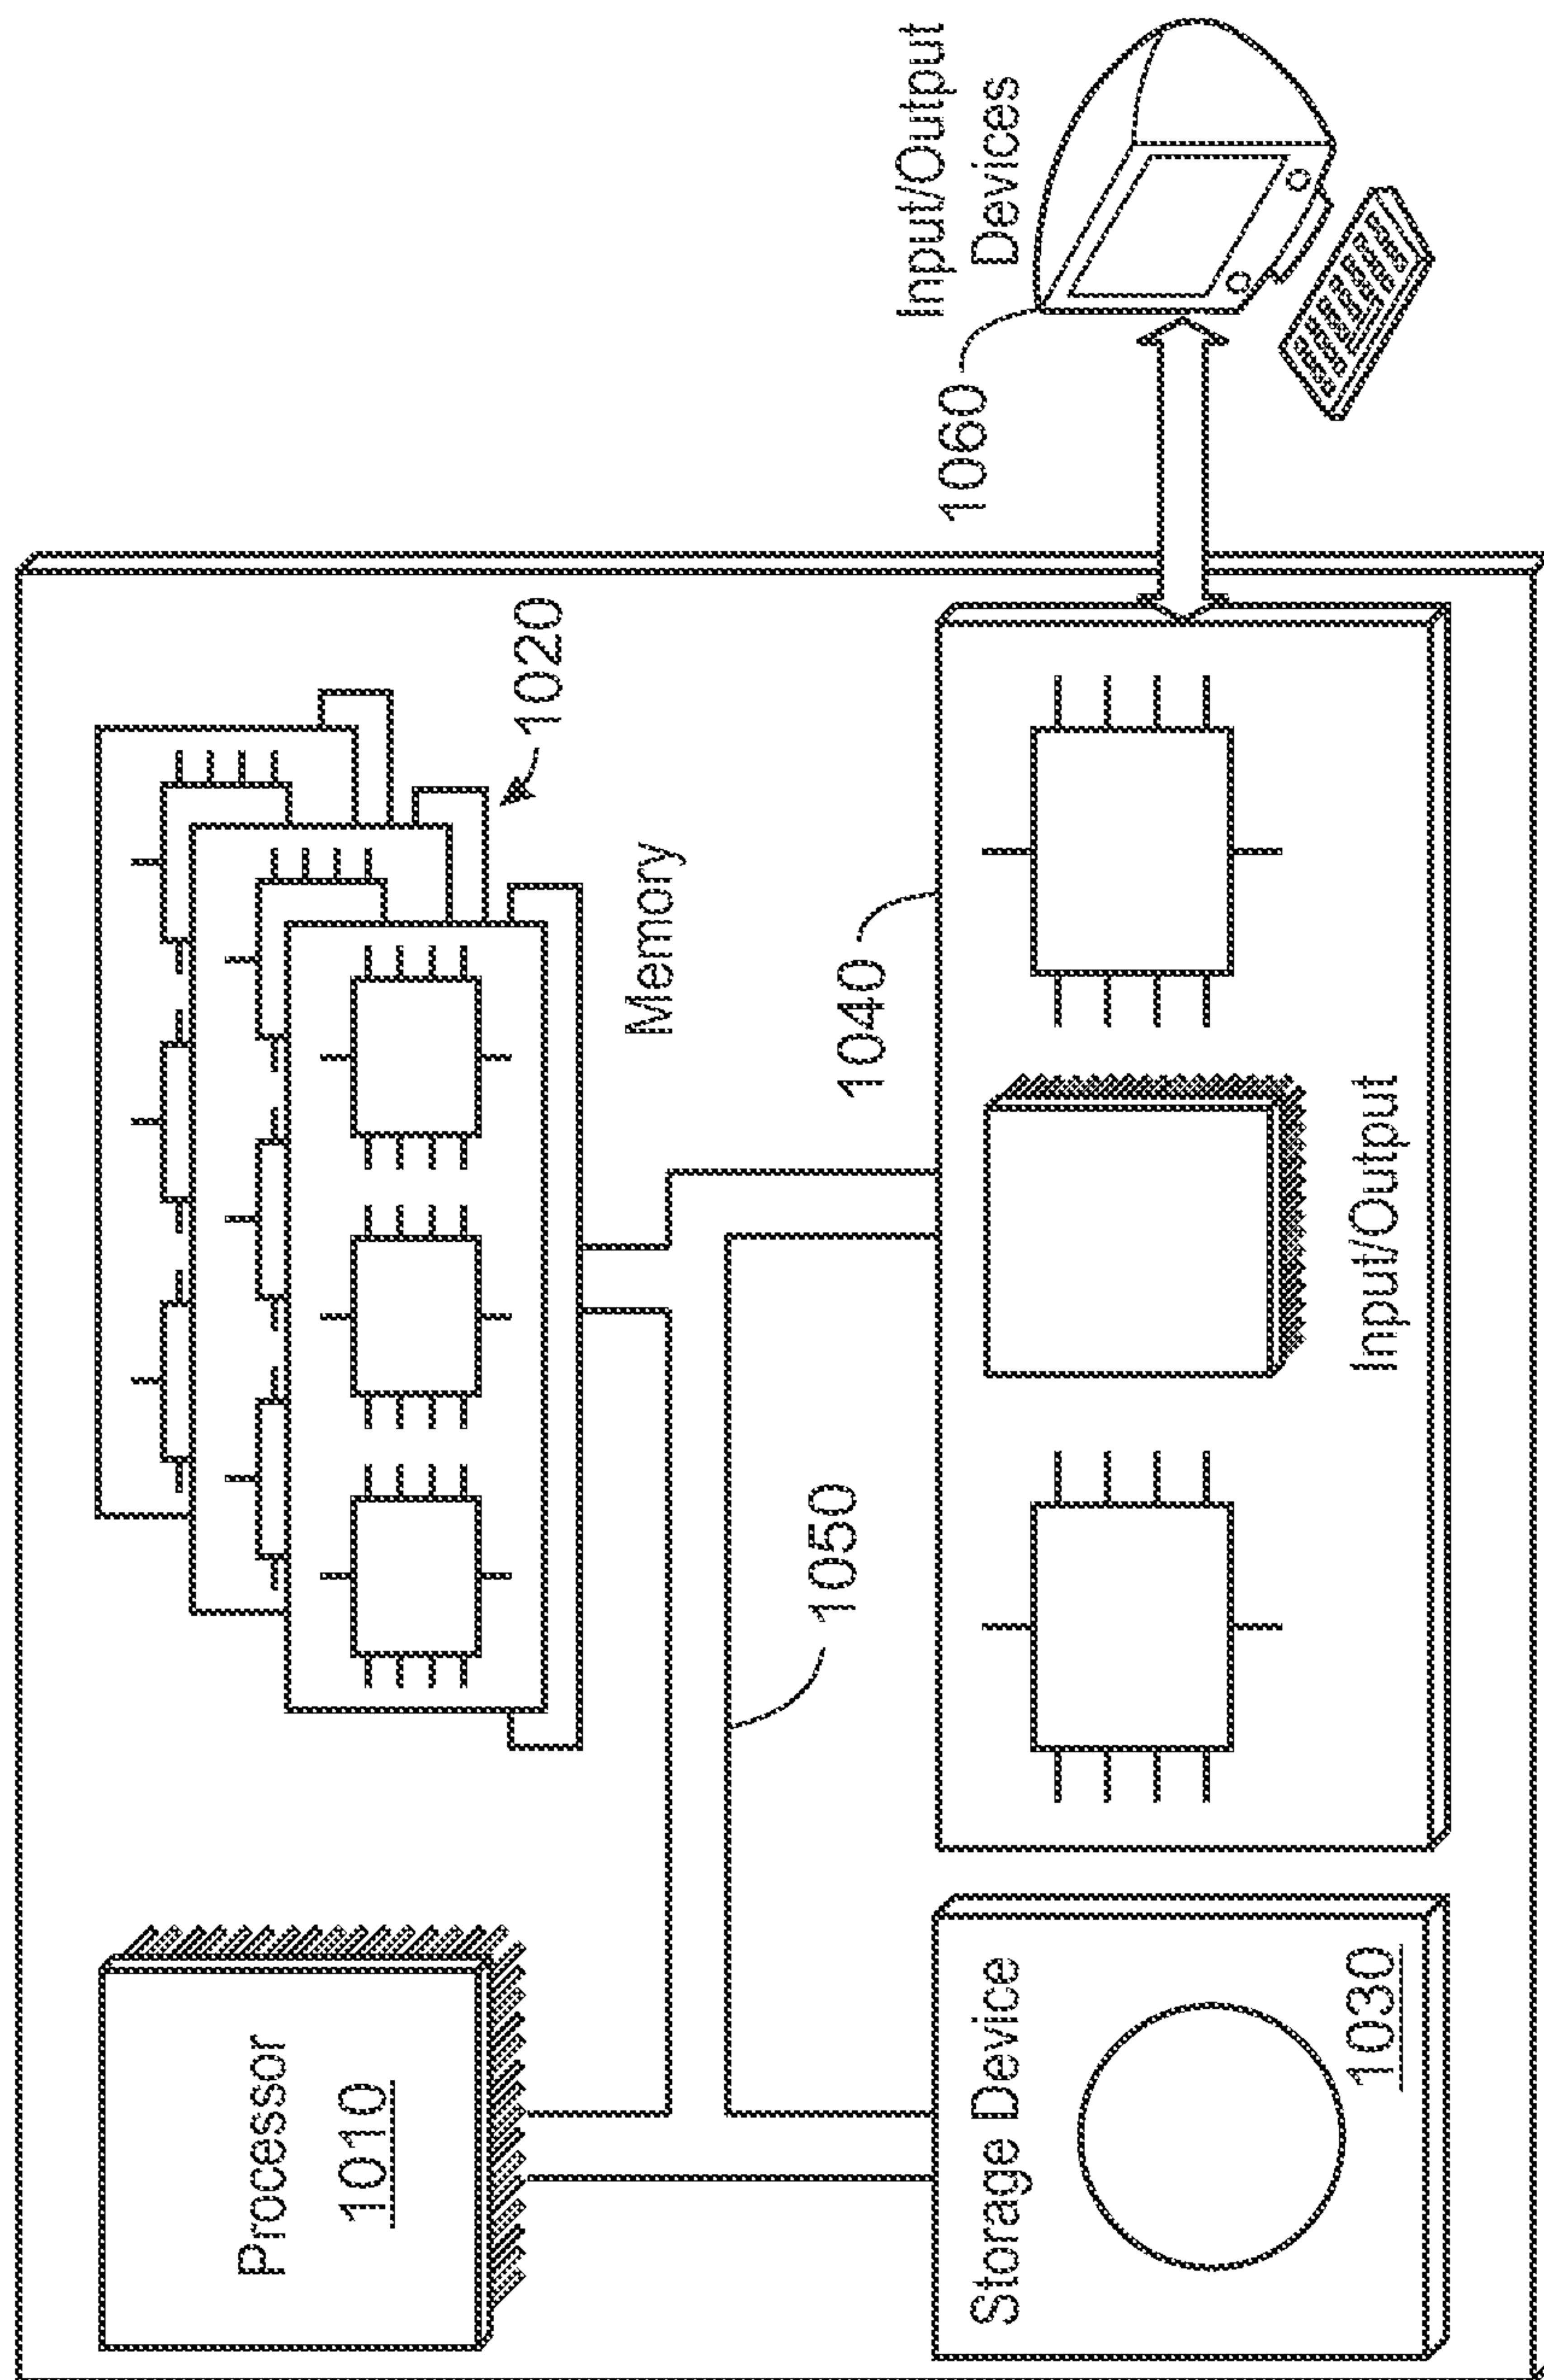 Processor
1010
1020
Memory
Input/Output
Devices
1060
1050
1040
Storage Device
1030
Input/Output